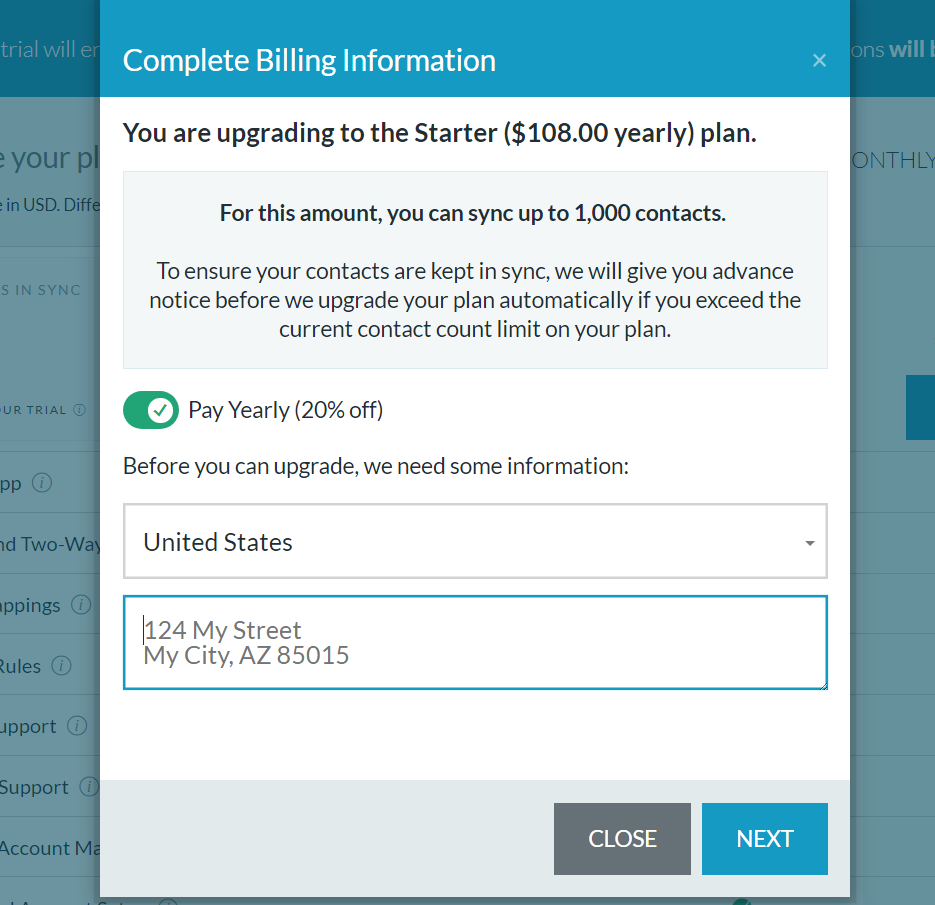 trial will
ons will
Complete Billing Information
×
You are upgrading to the Starter ($108.00 yearly) plan.
your
ONTHLY
in USD.
For this amount, you can sync up to 1,000 contacts.
To ensure your contacts are kept in sync, we will give you advance
notice before we upgrade your plan automatically if you exceed the
current contact count limit on your plan.
S IN SYNC
Pay Yearly (20% off)
UR TRIAL
Before you can upgrade, we need some information:
pp
United States
nd Two-Way
appings
124 My Street
My City, AZ 85015
Rules
upport
Support
Account
CLOSE
NEXT